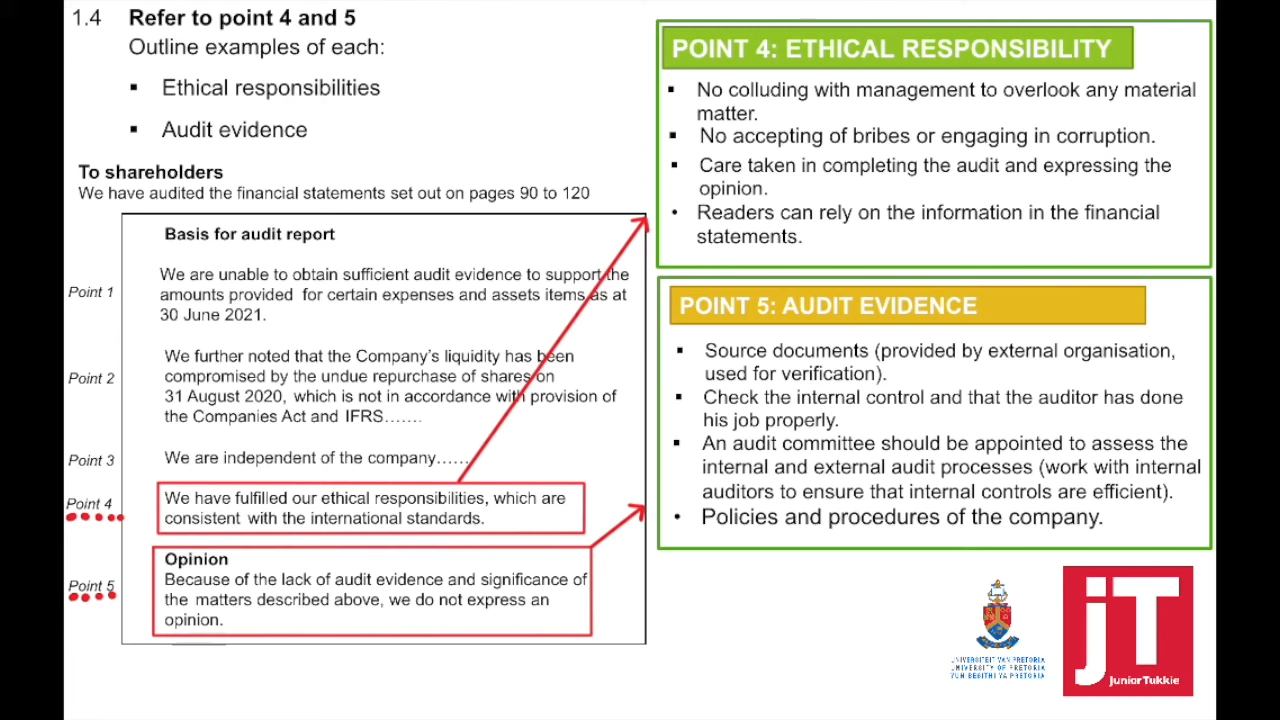 1.4 Refer to point 4 and 5
Outline examples of each:
▪ Ethical responsibilities
▪ Audit evidence
To shareholders
We have audited the financial statements set out on pages 90 to 120
Basis for audit report
Point 1
We are unable to obtain sufficient audit evidence to support the
amounts provided for certain expenses and assets items as at
30 June 2021.
Point 2
We further noted that the Company's liquidity has been
compromised by the undue repurchase of shares on
31 August 2020, which is not in accordance with provision of
the Companies Act and IFRS.......
Point 3
We are independent of the company......
Point 4
We have fulfilled our ethical responsibilities, which are
consistent with the international standards.
Point 5
Opinion
Because of the lack of audit evidence and significance of
the matters described above, we do not express an
opinion.
POINT 4: ETHICAL RESPONSIBILITY
▪ No colluding with management to overlook any material
matter.
▪ No accepting of bribes or engaging in corruption.
▪ Care taken in completing the audit and expressing the
opinion.
• Readers can rely on the information in the financial
statements.
POINT 5: AUDIT EVIDENCE
▪ Source documents (provided by external organisation,
used for verification).
▪ Check the internal control and that the auditor has done
his job properly.
▪ An audit committee should be appointed to assess the
internal and external audit processes (work with internal
auditors to ensure that internal controls are efficient).
• Policies and procedures of the company.
UNIVERSITEIT VAN PRETORIA
UNIVERSITY OF PRETORIA
YUNIBESITHI YA PRETORIA
jT
JuniorTukkie